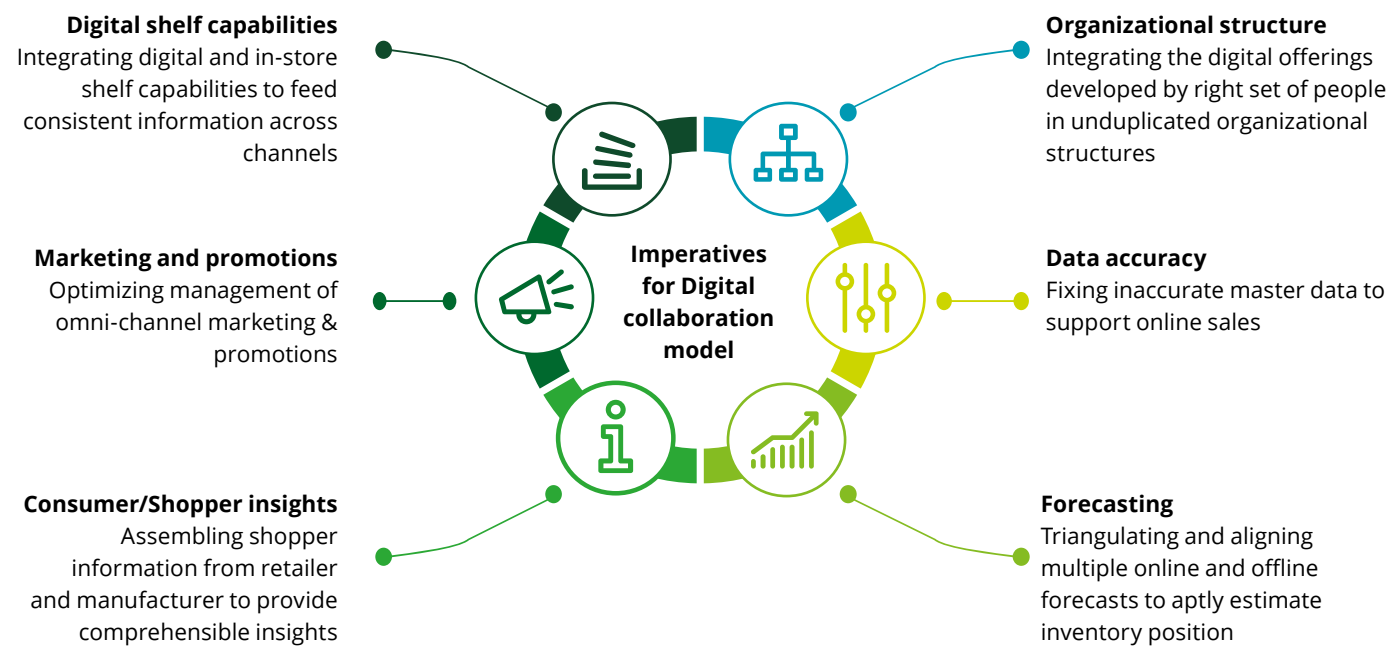 Digital shelf capabilities
Integrating digital and in-store
shelf capabilities to feed
consistent information across
channels
Marketing and promotions
Optimizing management of
omni-channel marketing &
promotions
Consumer/Shopper insights
Assembling shopper
information from retailer
and manufacturer to provide
comprehensible insights
Imperatives
for Digital
collaboration
model
Organizational structure
Integrating the digital offerings
developed by right set of people
in unduplicated organizational
structures
Data accuracy
Fixing inaccurate master data to
support online sales
Forecasting
Triangulating and aligning
multiple online and offline
forecasts to aptly estimate
inventory position